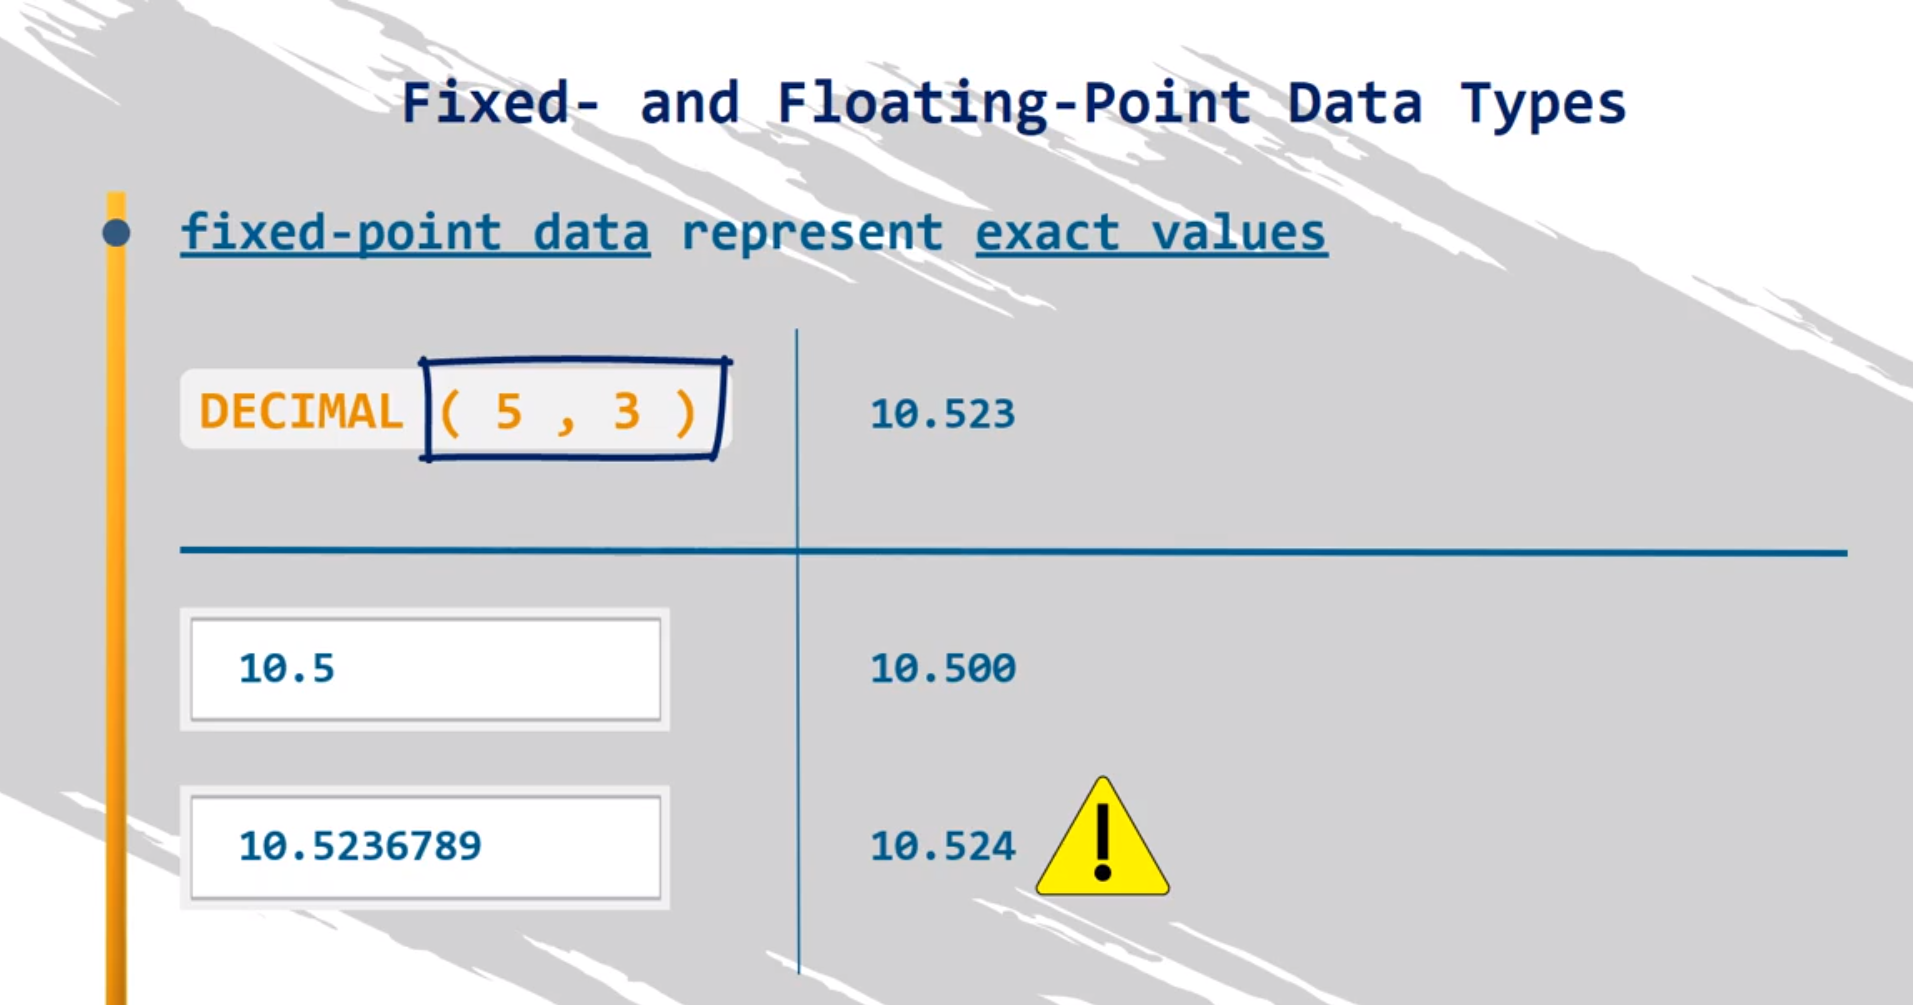 Fixed- and Floating-Point Data Types
fixed-point data represent exact values
DECIMAL ( 5 , 3 )
10.523
10.5
10.500
10.5236789
10.524